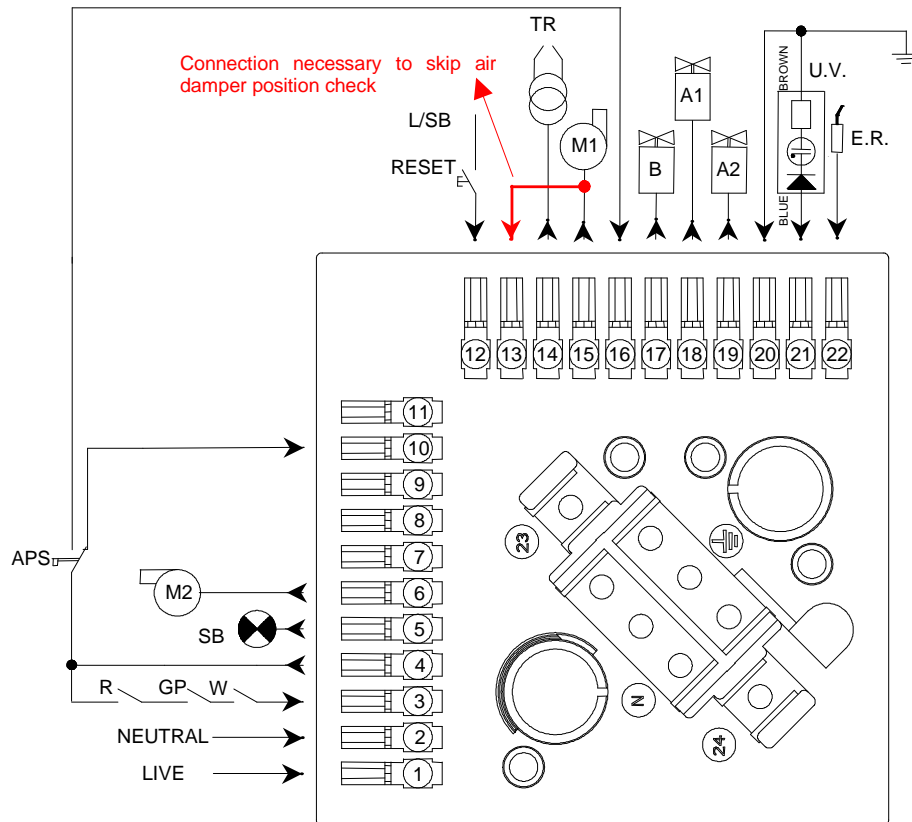 TR
Connection necessary to skip air
damper position check
BROWN
U.V.
L/SB
A1
RESET
M1
E.R.
B
A2
BLUE
12 13 14 15 16 17 18 19 20 21 22
11
10
9
8
23
APS
7
M2
6
SB
5
4
R GP W
3
N
NEUTRAL
2
24
LIVE
1